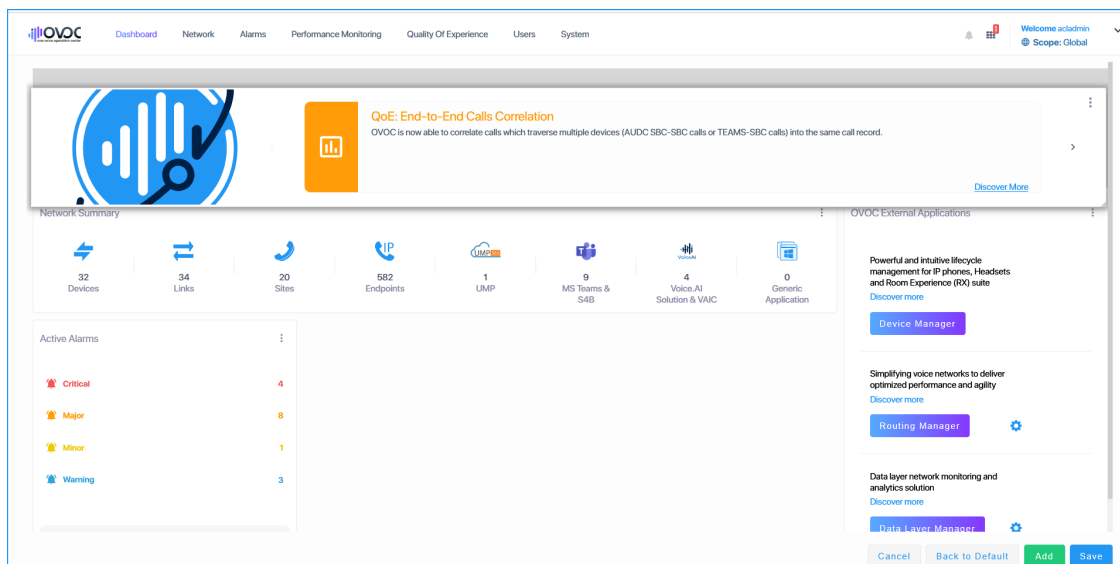 OVOC
Dashboard
Network
Alarms
Performance Monitoring
Quality Of Experience
Users
System
Welcome acladmin
Scope: Global
QoE: End-to-End Calls Correlation
OVOC is now able to correlate calls which traverse multiple devices (AUDC SBC-SBC calls or TEAMS-SBC calls) into the same call record.
Discover More
Network Summary
32
Devices
34
Links
20
Sites
IP
582
Endpoints
UMP
1
UMP
9
MS Teams &
S4B
VoiceAI
4
Voice.AI
Solution & VAIC
0
Generic
Application
Active Alarms
Critical
4
Major
8
Minor
1
Warning
3
OVOC External Applications
Powerful and intuitive lifecycle
management for IP phones, Headsets
and Room Experience (RX) suite
Discover more
Device Manager
Simplifying voice networks to deliver
optimized performance and agility
Discover more
Routing Manager
Data layer network monitoring and
analytics solution
Discover more
Data Layer Manager
Cancel
Back to Default
Add
Save